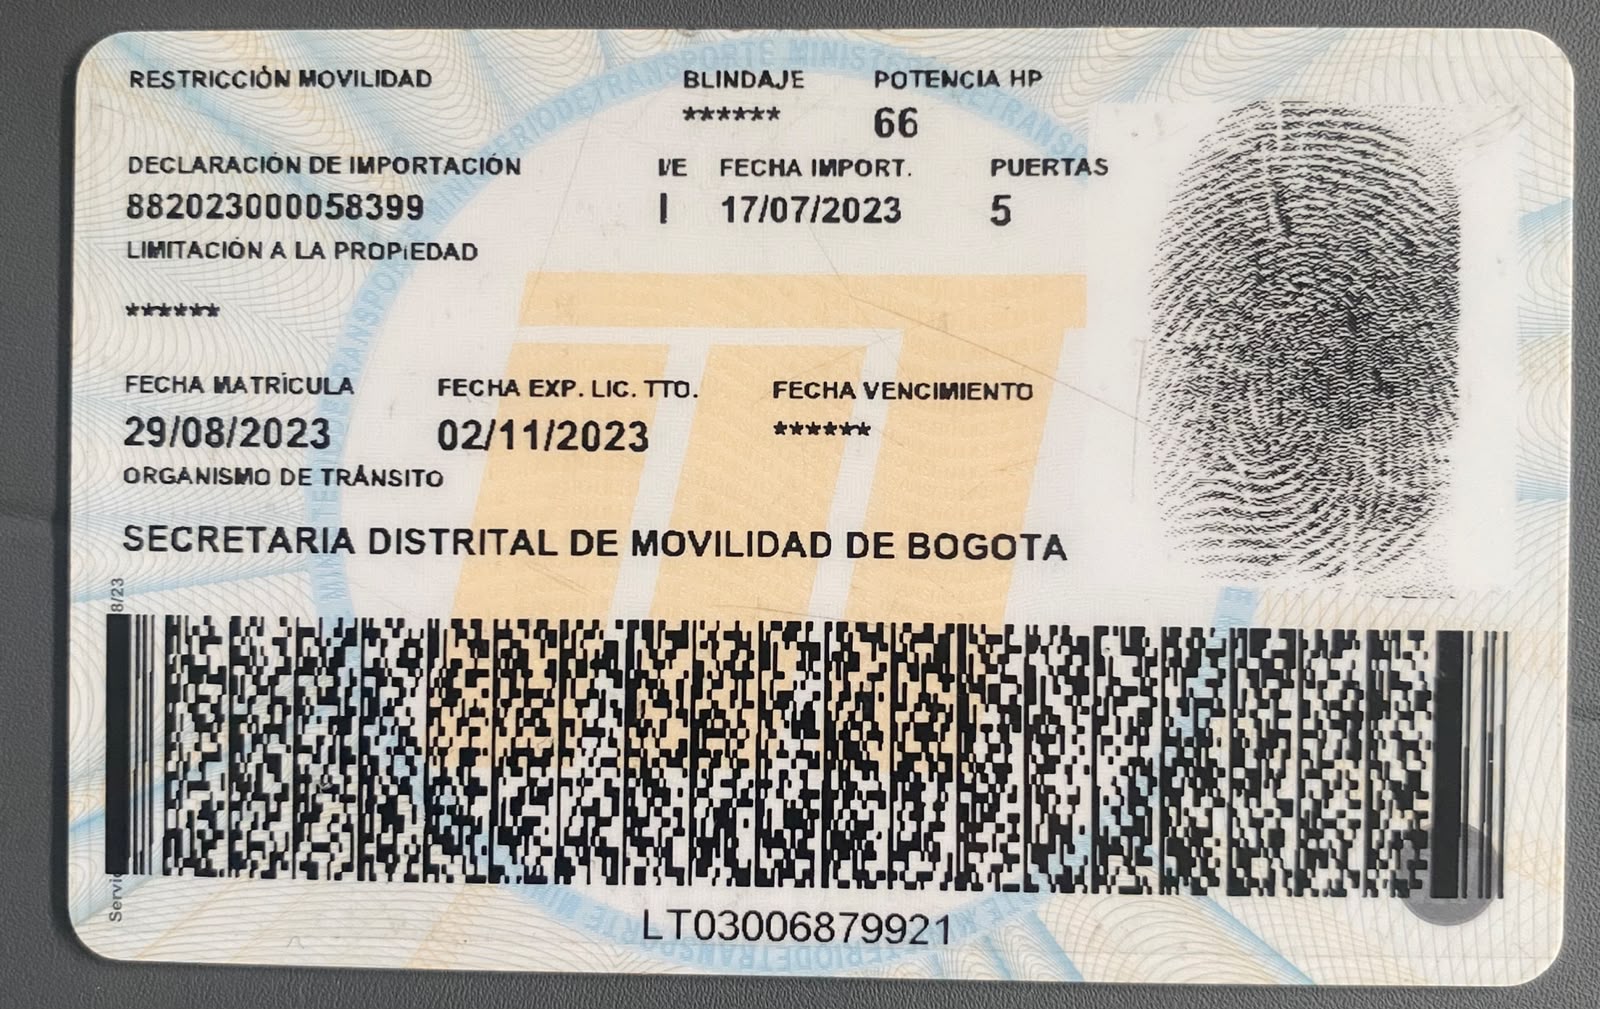 RESTRICCIÓN MOVILIDAD BLINDAJE POTENCIA HP
****** 66
DECLARACIÓN DE IMPORTACIÓN I/E FECHA IMPORT. PUERTAS
882023000058399 I 17/07/2023 5
LIMITACIÓN A LA PROPIEDAD
******
FECHA MATRÍCULA FECHA EXP. LIC. TTO. FECHA VENCIMIENTO
29/08/2023 02/11/2023 ******
ORGANISMO DE TRÁNSITO
SECRETARIA DISTRITAL DE MOVILIDAD DE BOGOTA
8/23
LT03006879921